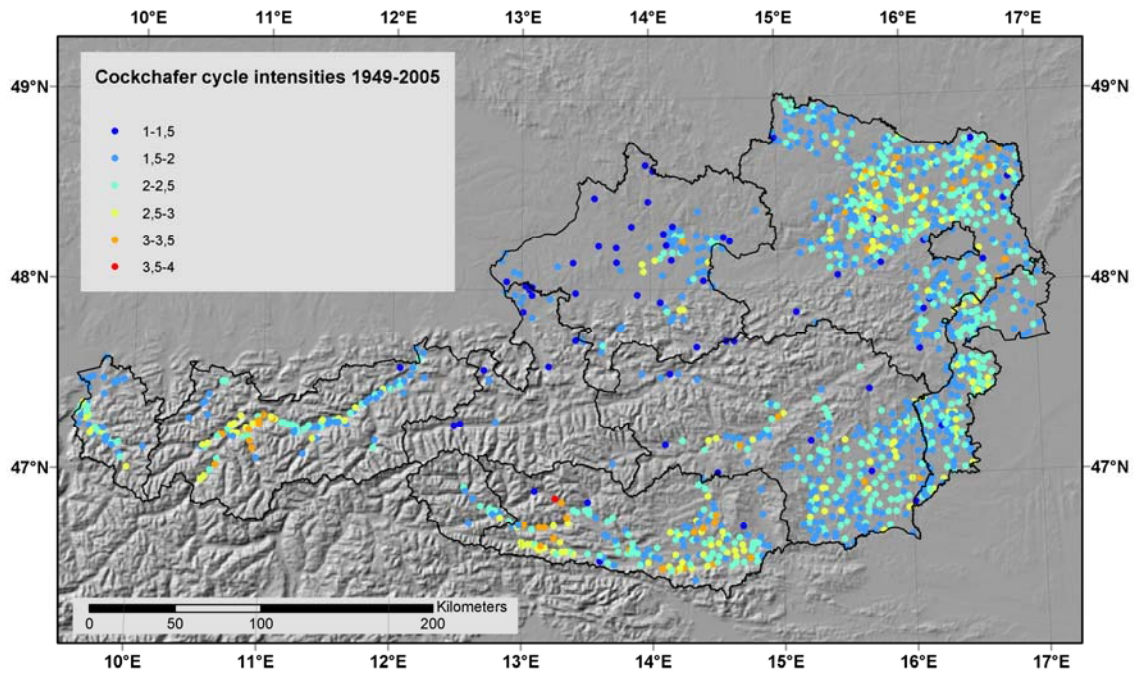 10°E 11°E 12°E 13°E 14°E 15°E 16°E 17°E
Cockchafer cycle intensities 1949-2005
49°N 49°N
1-1,5
1,5-2
2-2,5
2,5-3
3-3,5
3,5-4
48°N 48°N
47°N 47°N
Kilometers
0 50 100 200
10°E 11°E 12°E 13°E 14°E 15°E 16°E 17°E